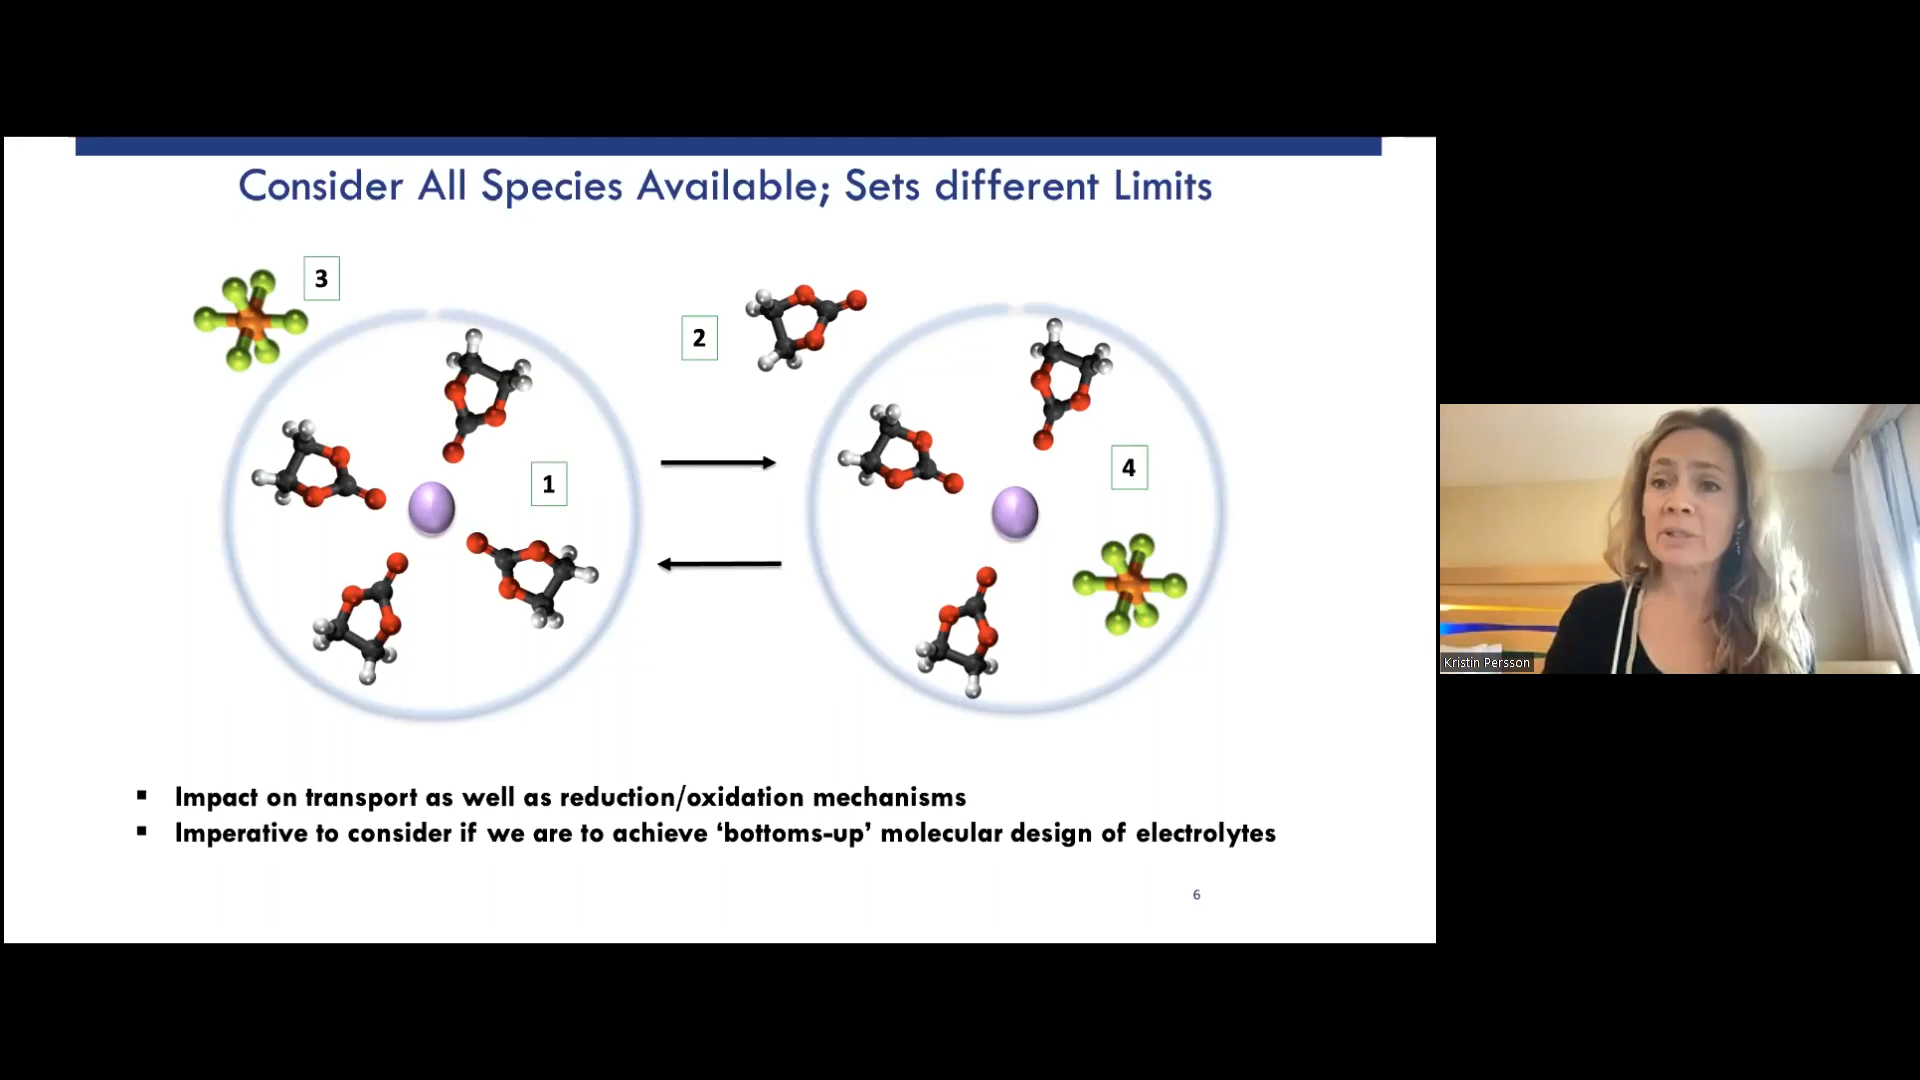 Consider All Species Available; Sets different Limits
3
2
1
4
▪ Impact on transport as well as reduction/oxidation mechanisms
▪ Imperative to consider if we are to achieve ‘bottoms-up’ molecular design of electrolytes
6
Kristin Persson